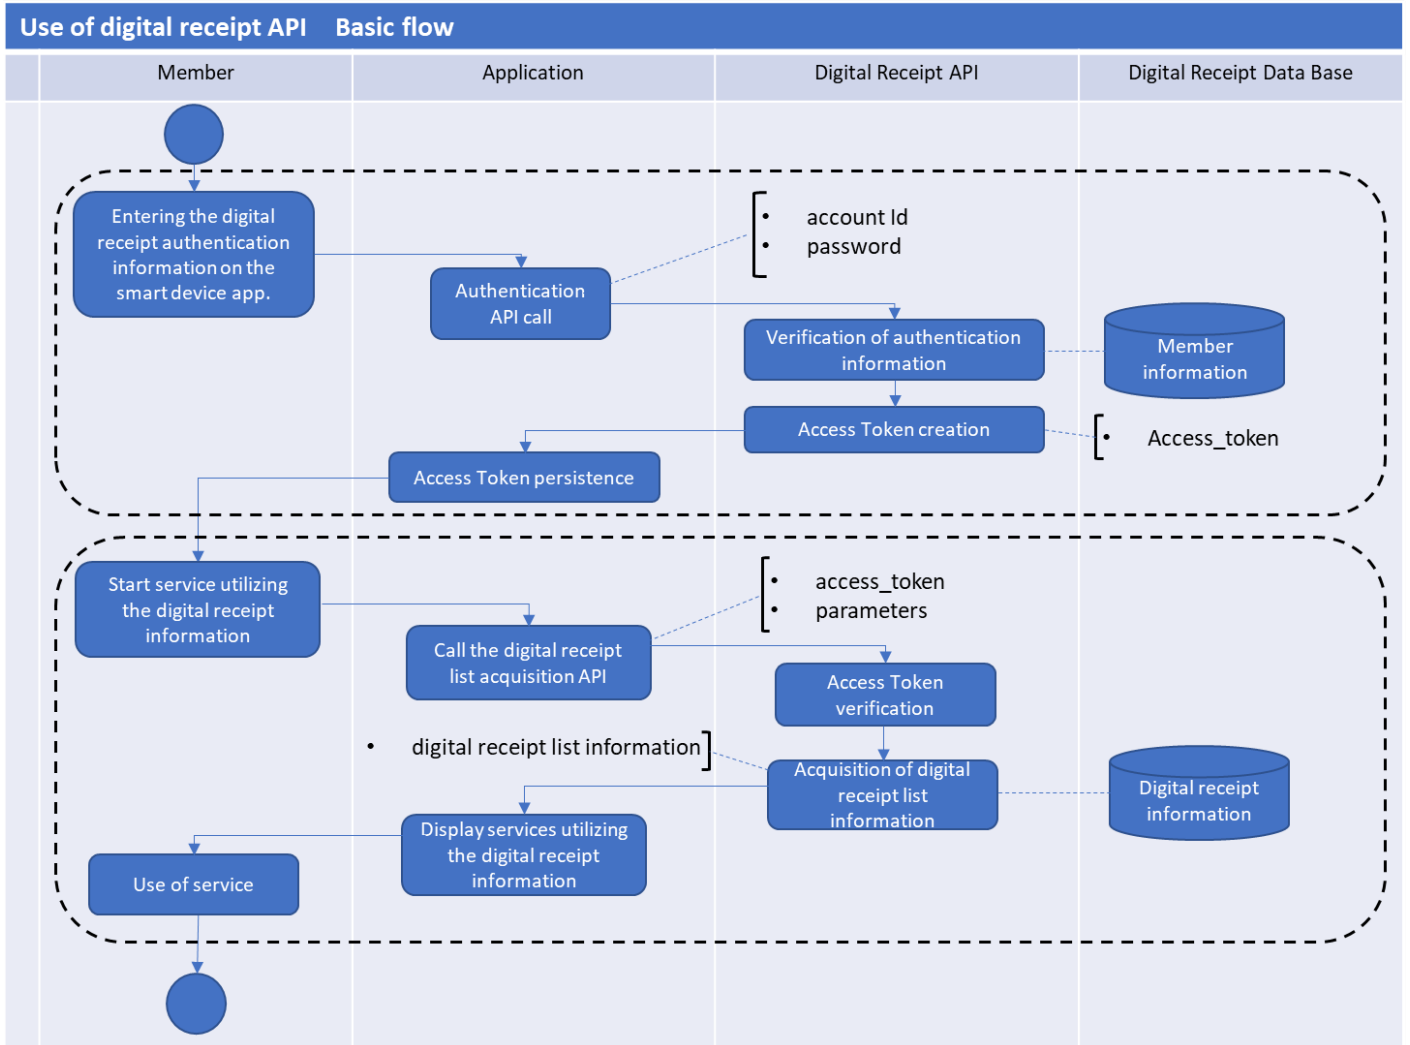 Use of digital receipt API Basic flow
Member
Application
Digital Receipt API
Digital Receipt Data Base
Entering the digital
receipt authentication
information on the
smart device app.
• account Id
• password
Authentication
API call
Verification of authentication
information
Member
information
Access Token creation
• Access_token
Access Token persistence
Start service utilizing
the digital receipt
information
• access_token
• parameters
Call the digital receipt
list acquisition API
Access Token
verification
• digital receipt list information
Acquisition of digital
receipt list
information
Digital receipt
information
Display services utilizing
the digital receipt
information
Use of service